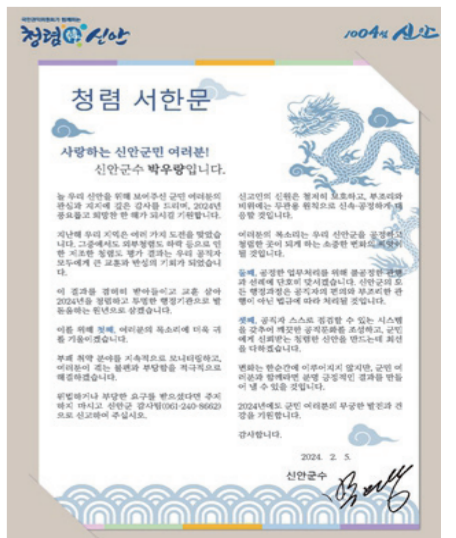 국민권익위원회가 함께하는
청렴 신안
1004섬 신안
청렴 서한문
사랑하는 신안군민 여러분!
신안군수 박우량입니다.
늘 우리 신안을 위해 보여주신 군민 여러분의
관심과 지지에 깊은 감사를 드리며, 2024년
풍요롭고 희망찬 한 해가 되시길 기원합니다.
지난해 우리 지역은 여러 가지 도전을 맞았습니
다. 그중에서도 외부청렴도 하락 등으로 인
한 저조한 청렴도 평가 결과는 우리 공직자
모두에게 큰 교훈과 반성의 기회가 되었습니
다.
이 결과를 겸허히 받아들이고 교훈 삼아
2024년을 청렴하고 투명한 행정기관으로 발
돋움하는 원년으로 삼겠습니다.
이를 위해 첫째, 여러분의 목소리에 더욱 귀
를 기울이겠습니다.
부패 취약 분야를 지속적으로 모니터링하고,
여러분이 겪는 불편과 부당함을 적극적으로
해결하겠습니다.
위법하거나 부당한 요구를 받으셨다면 주저
하지 마시고 신안군 감사팀(061-240-8662)
으로 신고하여 주십시오.
신고인의 신원은 철저히 보호하고, 부조리와
비위에는 무관용 원칙으로 신속·공정하게 대
응할 것입니다.
여러분의 목소리는 우리 신안군을 공정하고
청렴한 곳이 되게 하는 소중한 변화의 시작이
될 것입니다.
둘째, 공정한 업무처리를 위해 불공정한 관행
과 선례에 단호히 맞서겠습니다. 신안군의 모
든 행정과정은 공직자의 편의와 부조리한 관
행이 아닌 법규에 따라 처리될 것입니다.
셋째, 공직자 스스로 점검할 수 있는 시스템
을 갖추어 깨끗한 공직문화를 조성하고, 군민
에게 신뢰받는 청렴한 신안을 만드는데 최선
을 다하겠습니다.
변화는 한순간에 이루어지지 않지만, 군민 여
러분과 함께라면 분명 긍정적인 결과를 만들
어 낼 수 있을 것입니다.
2024년에도 군민 여러분의 무궁한 발전과 건
강을 기원합니다.
감사합니다.
2024. 2. 5.
신안군수